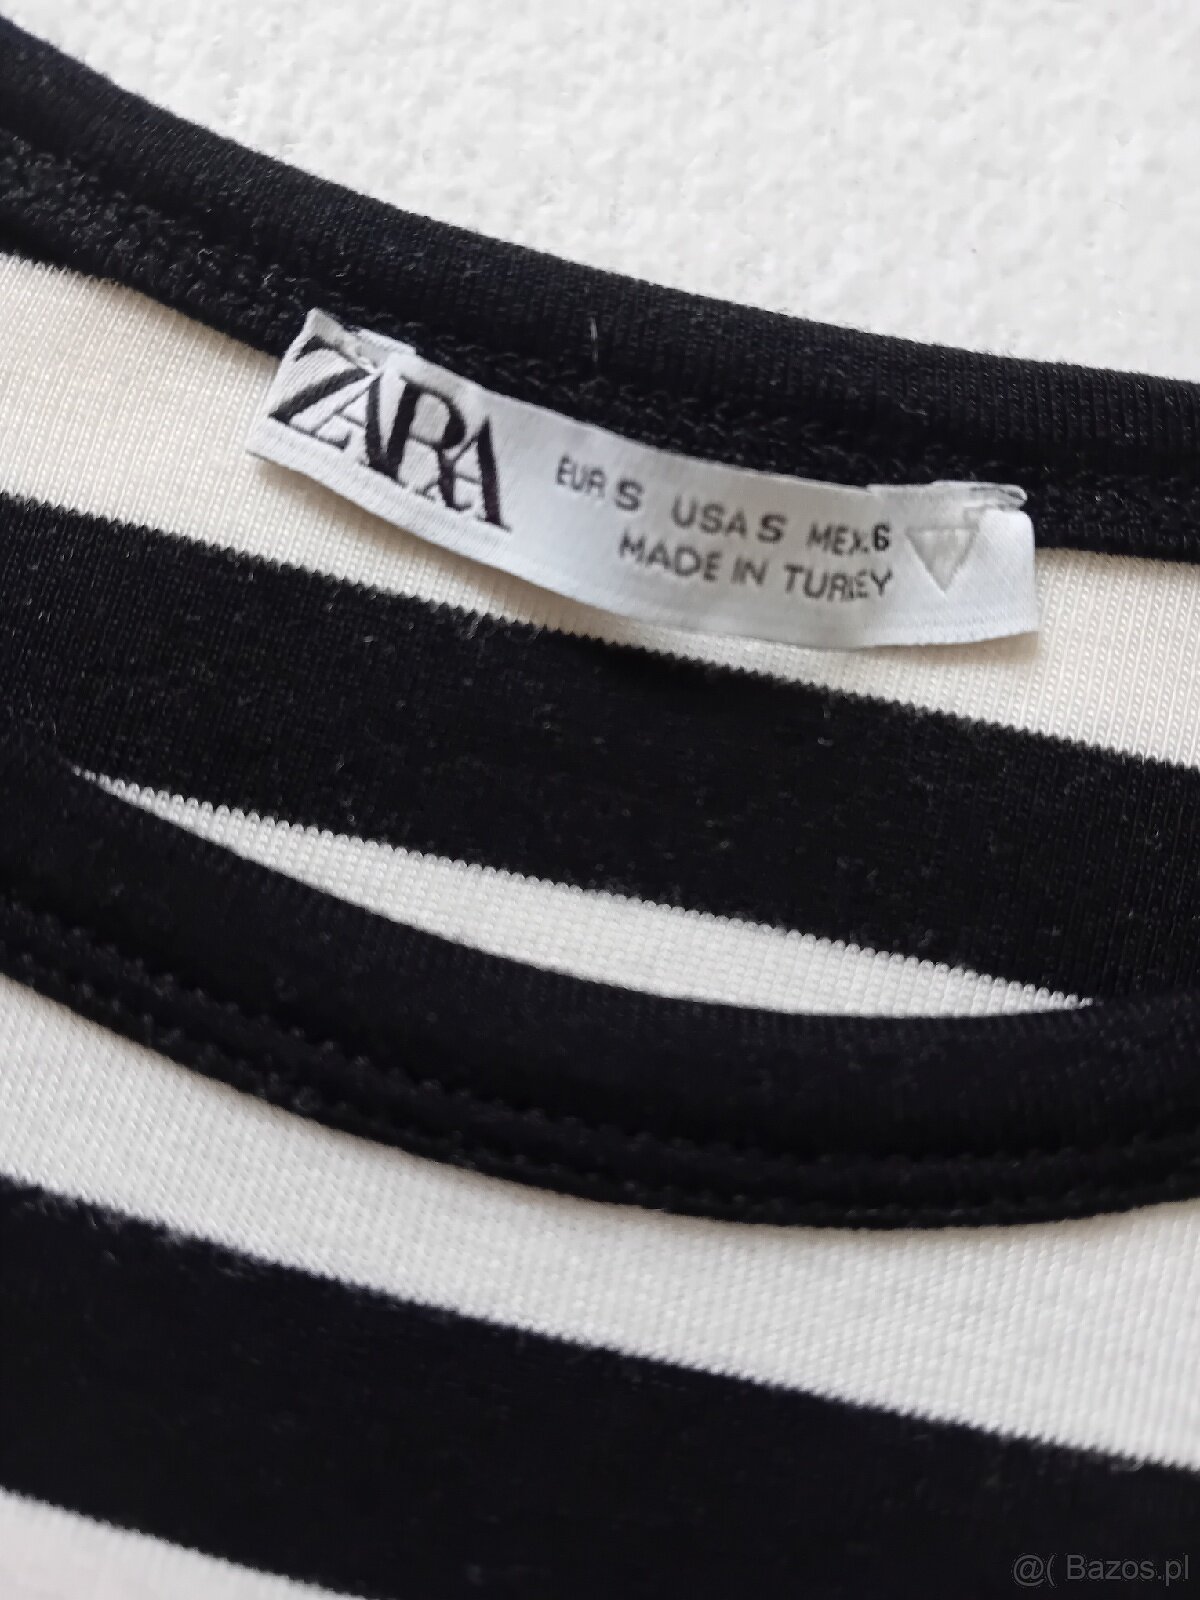 ZARA
EUR S USA S MEX.6
MADE IN TURKEY
@( Bazos.pl